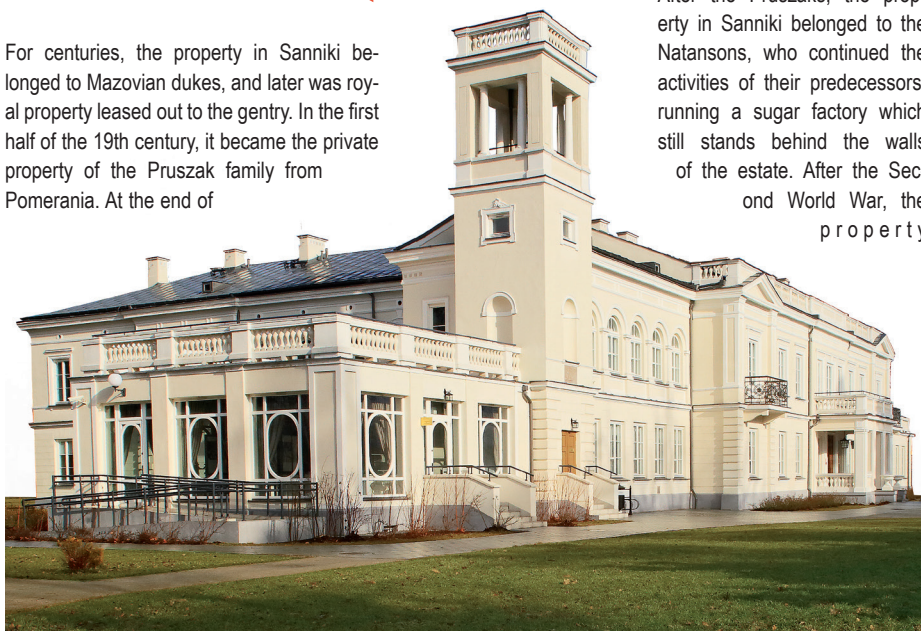 For centuries, the property in Sanniki be-
longed to Mazovian dukes, and later was roy-
al property leased out to the gentry. In the first
half of the 19th century, it became the private
property of the Pruszak family from
Pomerania. At the end of
After the Pruszaks, the prop
erty in Sanniki belonged to the
Natansons, who continued the
activities of their predecessors
running a sugar factory which
still stands behind the walls
of the estate. After the Sec
ond World War, the
property